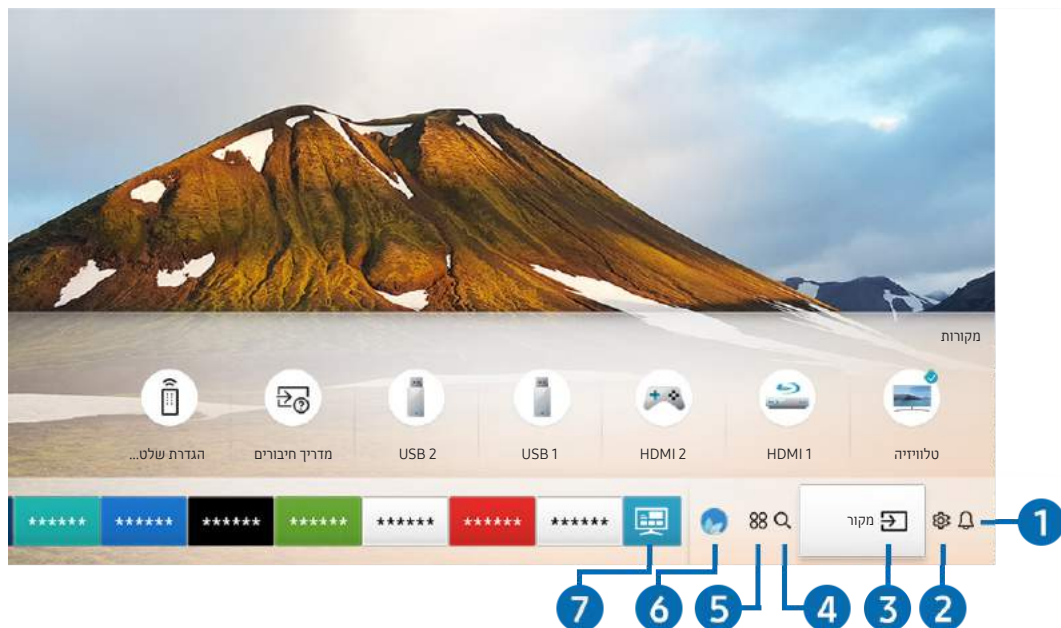 מקורות
טלוויזיה
HDMI 1
HDMI 2
USB 1
USB 2
מדריך חיבורים
הגדרת שלט...
מקור
******
******
******
******
******
******
******
1
2
3
4
5
6
7